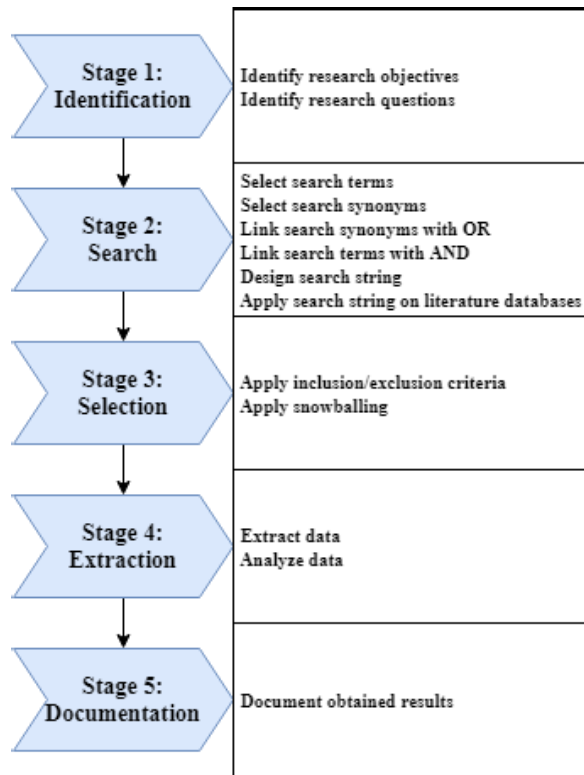 Stage 1:
Identification
Identify research objectives
Identify research questions
Stage 2:
Search
Select search terms
Select search synonyms
Link search synonyms with OR
Link search terms with AND
Design search string
Apply search string on literature databases
Stage 3:
Selection
Apply inclusion/exclusion criteria
Apply snowballing
Stage 4:
Extraction
Extract data
Analyze data
Stage 5:
Documentation
Document obtained results